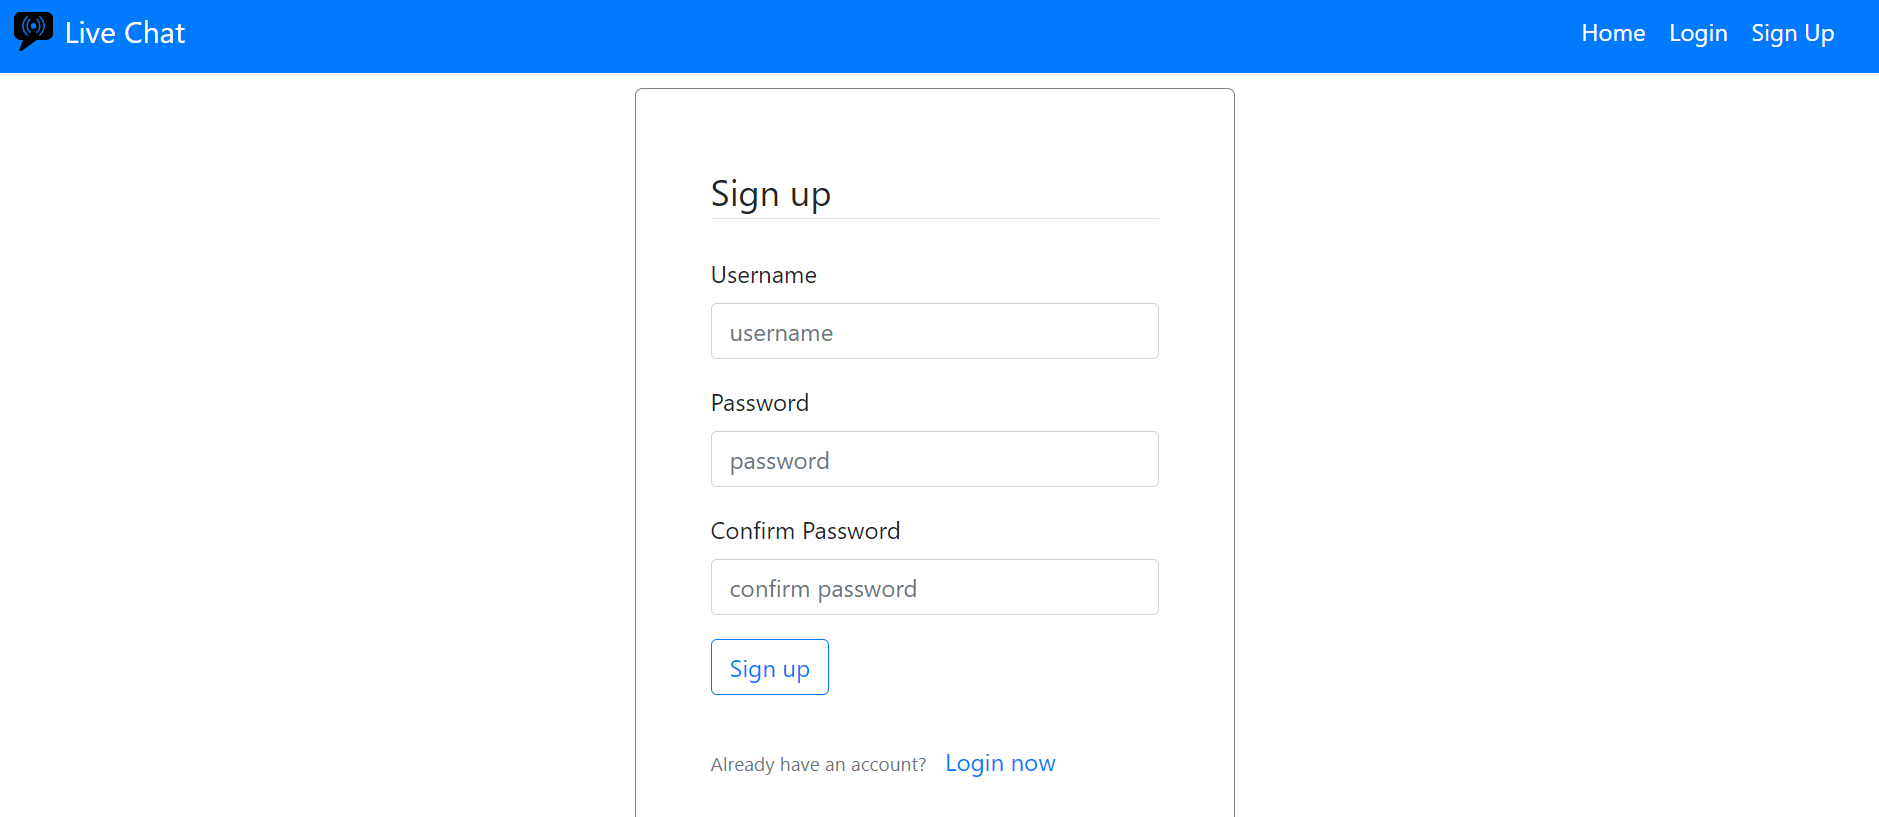 Live Chat Home Login Sign Up
Sign up
Username
username
Password
password
Confirm Password
confirm password
Sign up
Already have an account? Login now